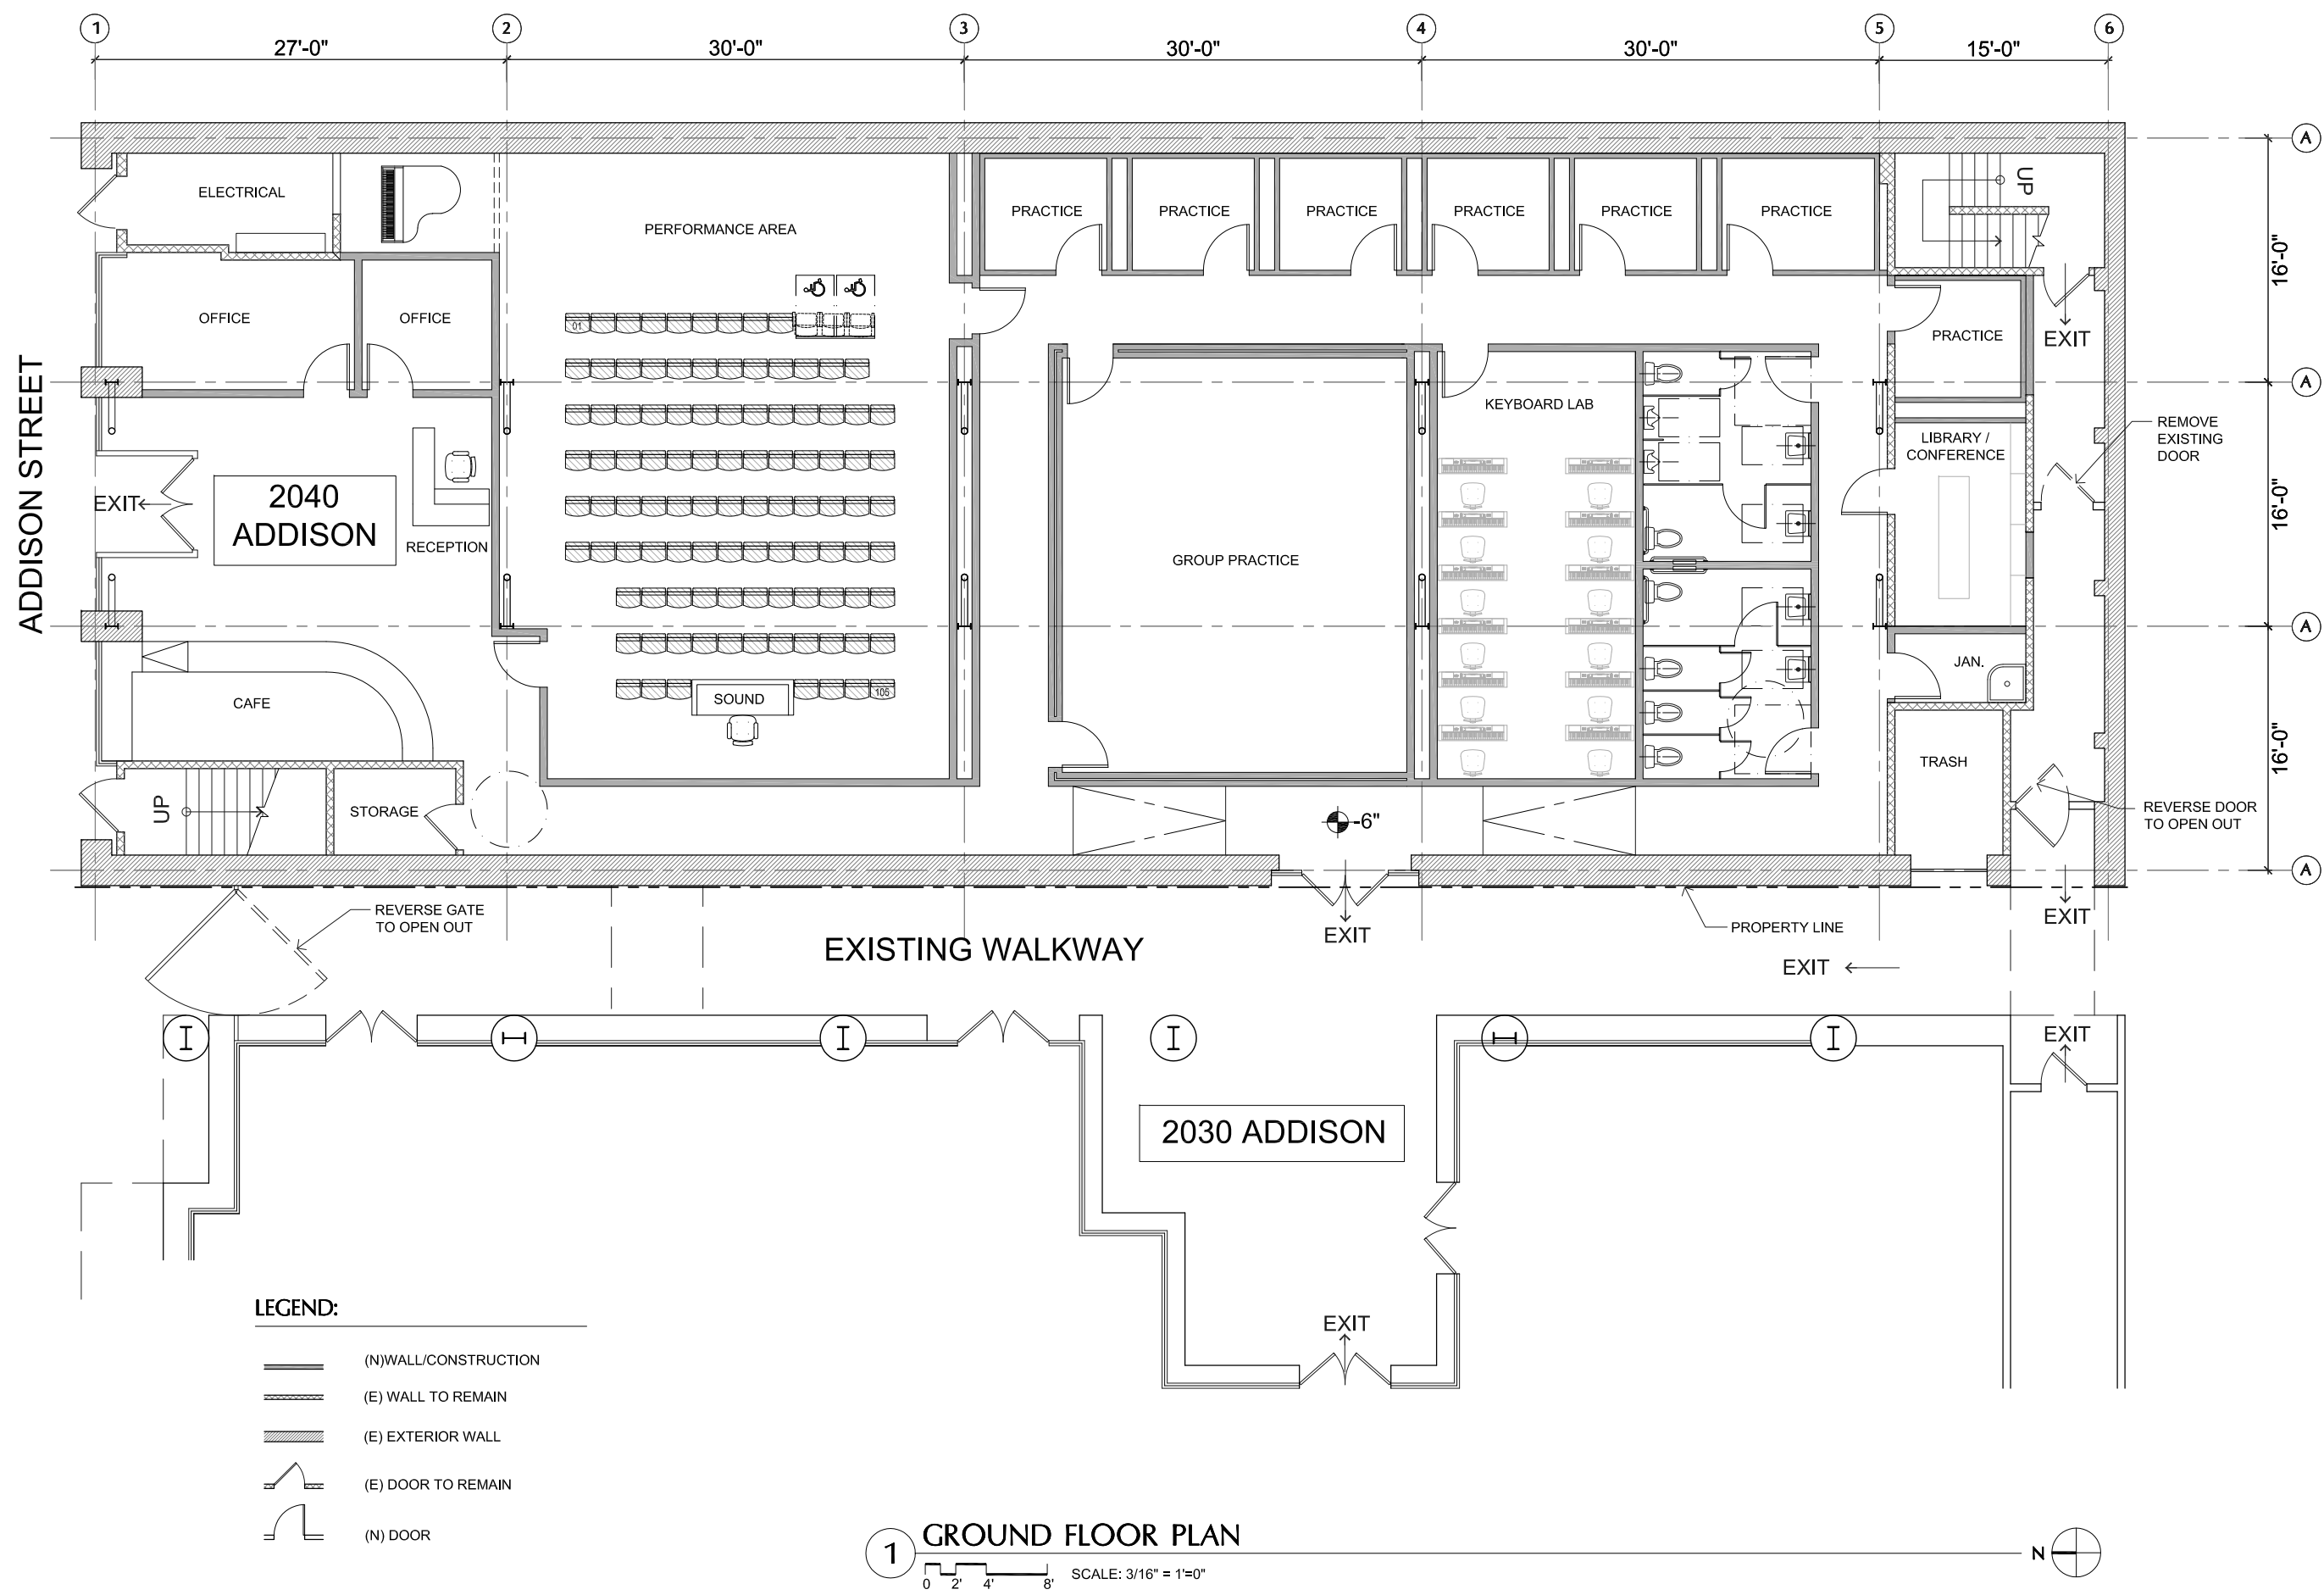 1
2
3
4
5
6
27'-0"
30'-0"
30'-0"
30'-0"
15'-0"
A
ELECTRICAL
PERFORMANCE AREA
PRACTICE
PRACTICE
PRACTICE
PRACTICE
PRACTICE
PRACTICE
UP
16'-0"
OFFICE
OFFICE
01
PRACTICE
EXIT
A
ADDISON STREET
KEYBOARD LAB
LIBRARY /
CONFERENCE
REMOVE
EXISTING
DOOR
EXIT
2040
ADDISON
RECEPTION
GROUP PRACTICE
16'-0"
A
CAFE
SOUND
105
JAN.
TRASH
16'-0"
UP
STORAGE
-6"
REVERSE DOOR
TO OPEN OUT
A
REVERSE GATE
TO OPEN OUT
EXISTING WALKWAY
EXIT
PROPERTY LINE
EXIT
EXIT
EXIT
2030 ADDISON
EXIT
LEGEND:
(N)WALL/CONSTRUCTION
(E) WALL TO REMAIN
(E) EXTERIOR WALL
(E) DOOR TO REMAIN
(N) DOOR
1
GROUND FLOOR PLAN
0 2' 4' 8'
SCALE: 3/16" = 1'=0"
N